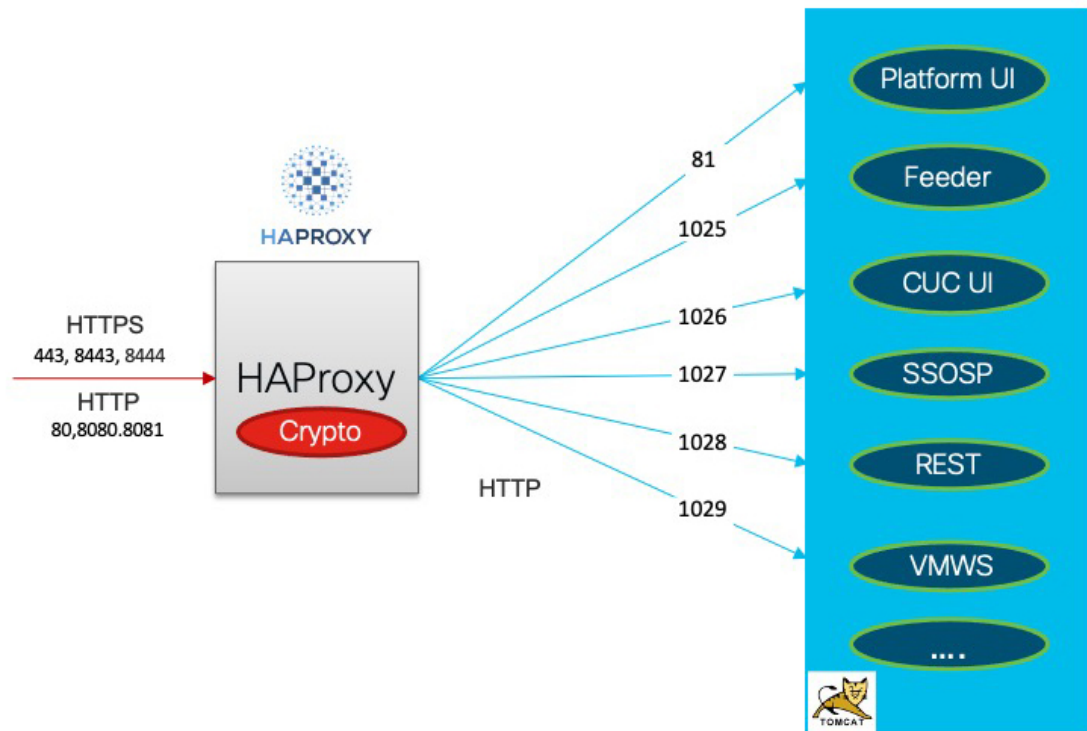 HAPROXY
HTTPS
443, 8443, 8444
HTTP
80,8080.8081
HAProxy
Crypto
HTTP
81
1025
1026
1027
1028
1029
Platform UI
Feeder
CUC UI
SSOSP
REST
VMWS
....
TOMCAT